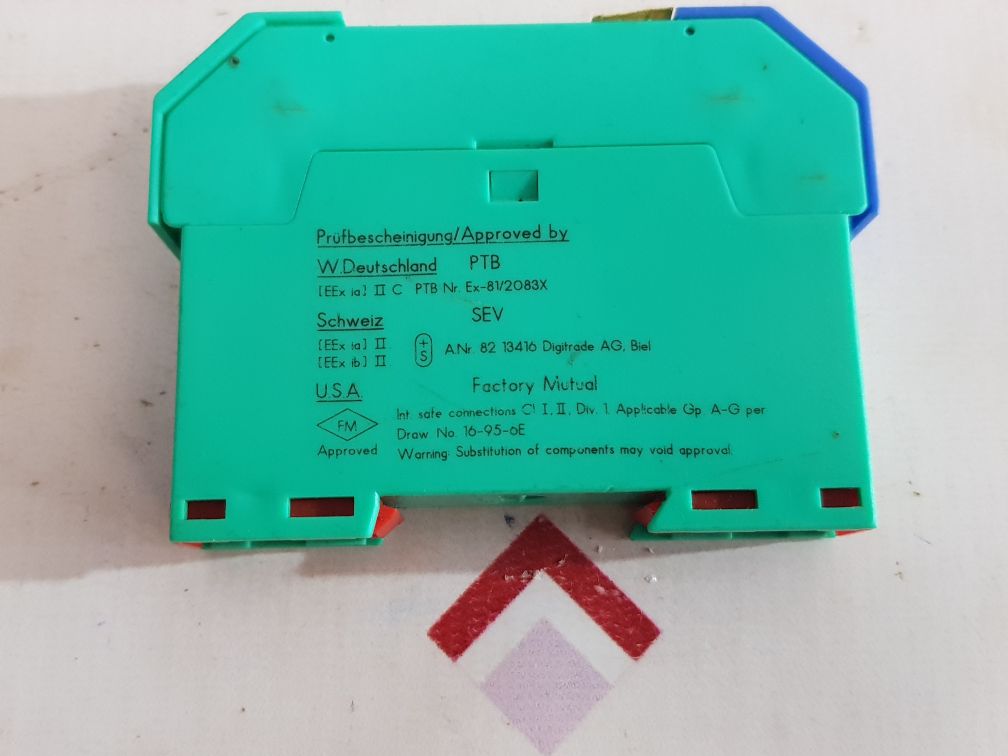 Prüfbescheinigung/Approved by
W.Deutschland PTB
[EEx ia] II C PTB Nr. Ex-81/2083X
Schweiz SEV
[EEx ia] II
[EEx ib] II
+ S A.Nr. 82 13416 Digitrade AG, Biel
U.S.A. Factory Mutual
FM
Approved
Int. safe connections Cl I, II, Div. 1, Applicable Gp. A-G per
Draw. No. 16-95-6E
Warning: Substitution of components may void approval.